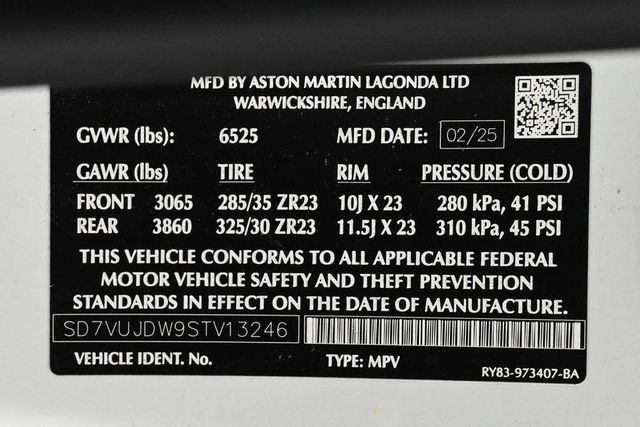 MFD BY ASTON MARTIN LAGONDA LTD
WARWICKSHIRE, ENGLAND
GVWR (lbs): 6525 MFD DATE: 02/25
GAWR (lbs) TIRE RIM PRESSURE (COLD)
FRONT 3065 285/35 ZR23 10J X 23 280 kPa, 41 PSI
REAR 3860 325/30 ZR23 11.5J X 23 310 kPa, 45 PSI
THIS VEHICLE CONFORMS TO ALL APPLICABLE FEDERAL
MOTOR VEHICLE SAFETY AND THEFT PREVENTION
STANDARDS IN EFFECT ON THE DATE OF MANUFACTURE.
SD7VUJDW9STV13246
VEHICLE IDENT. No. TYPE: MPV RY83-973407-BA